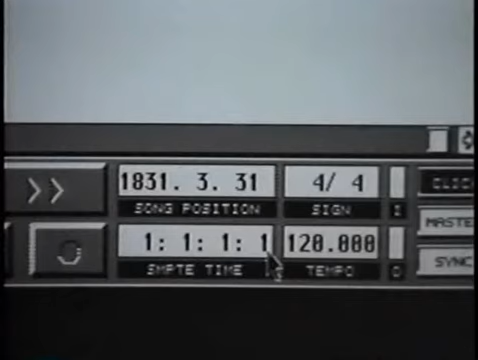 >>
1831. 3. 31
4/ 4
CLICK
SONG POSITION
SIGN
I
MASTE
1: 1: 1: 1
120.000
SYNC
SMPTE TIME
TEMPO
O